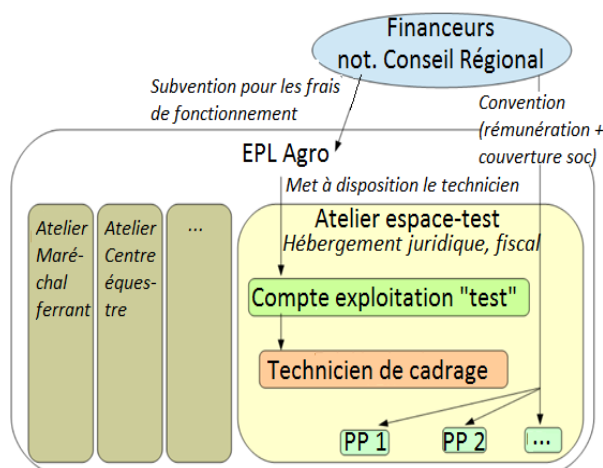 Financeurs
not. Conseil Régional
Subvention pour les frais
de fonctionnement
Convention
(rémunération +
couverture soc)
EPL Agro
Met à disposition le technicien
Atelier
Maré-
chal
ferrant
Atelier
Centre
éques-
tre
...
Atelier espace-test
Hébergement juridique, fiscal
Compte exploitation "test"
Technicien de cadrage
PP 1
PP 2
...